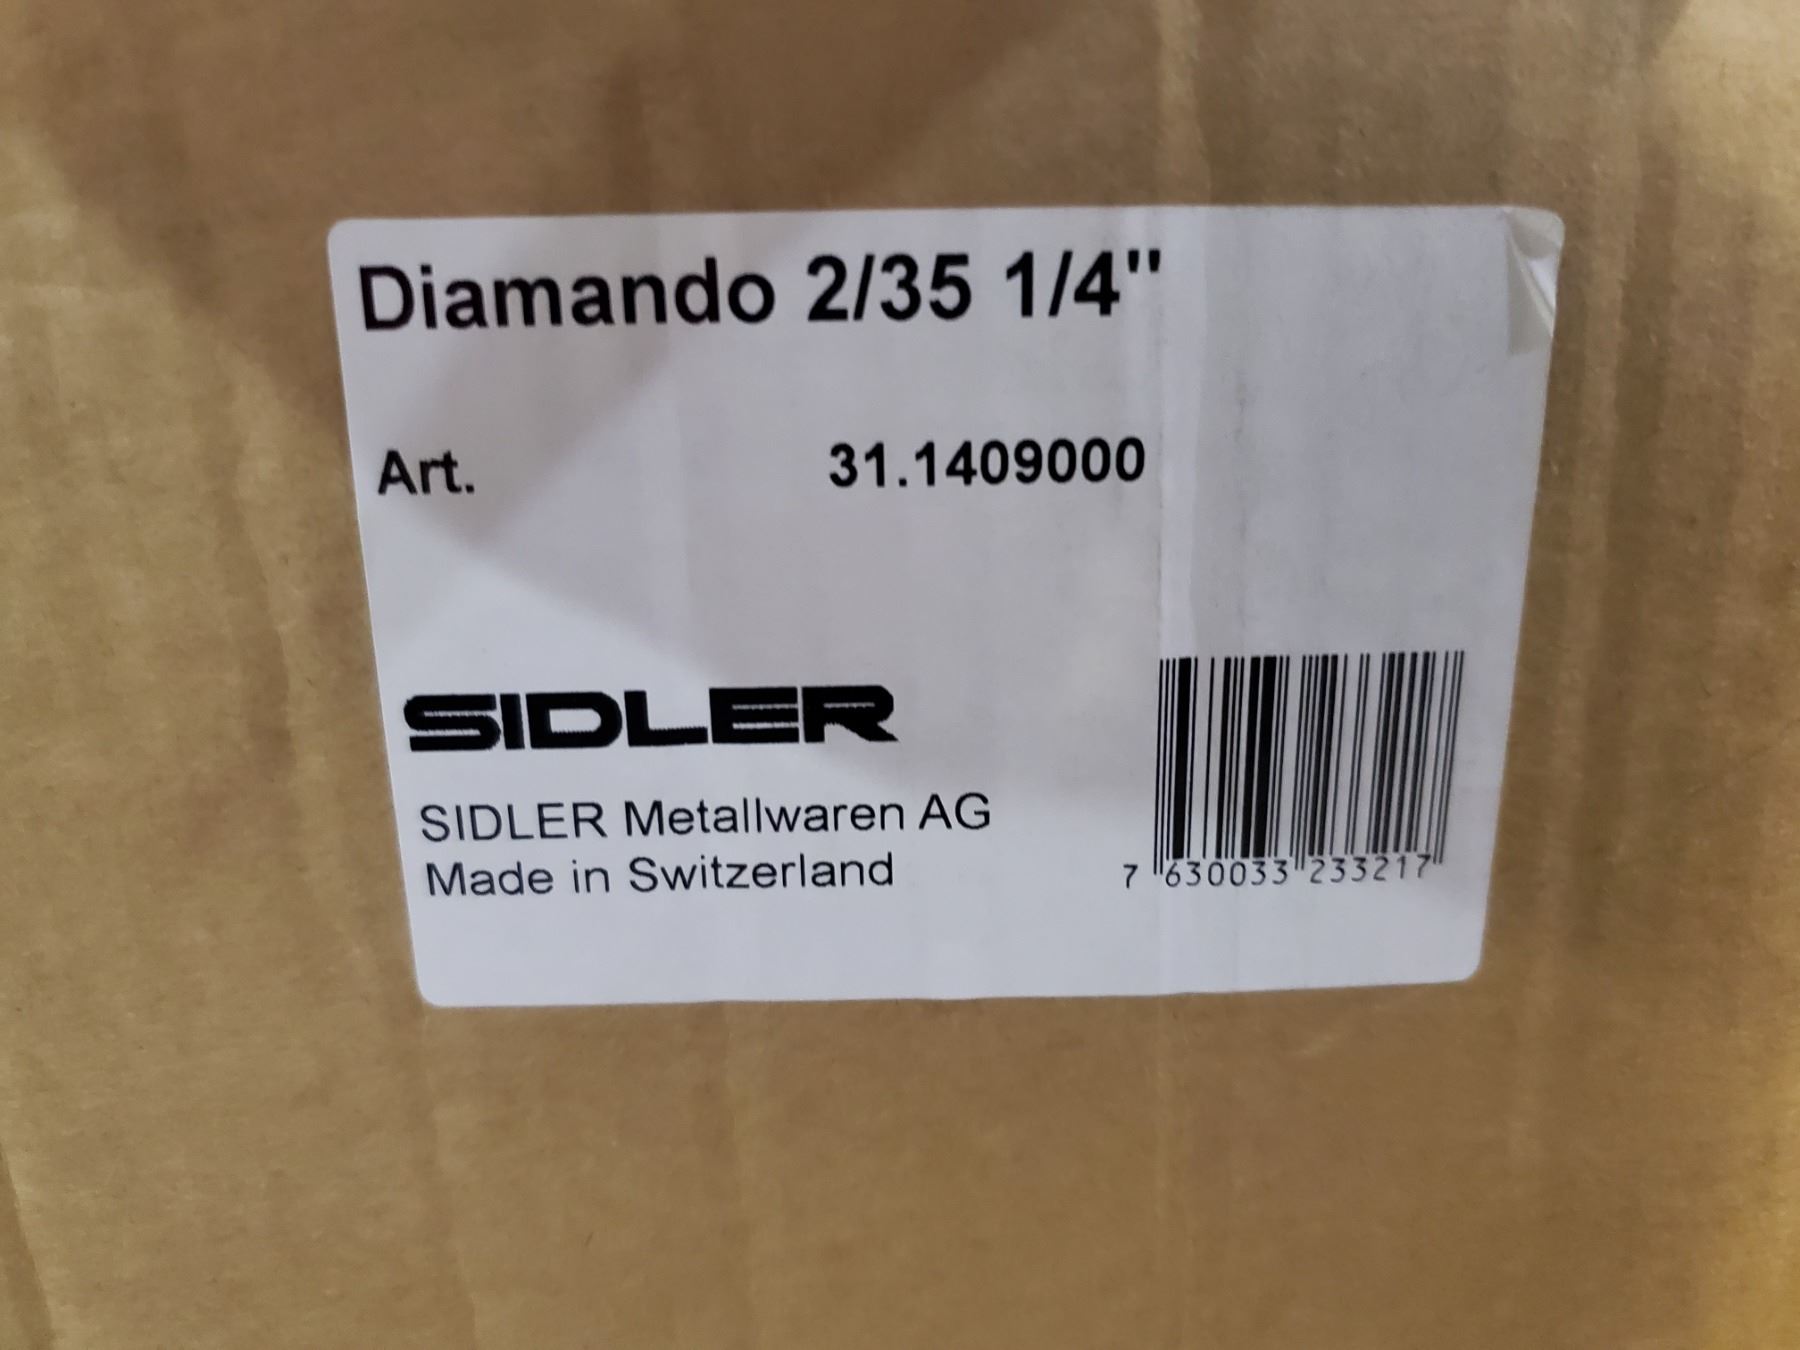 Diamando 2/35 1/4"
Art. 31.1409000
SIDLER
SIDLER Metallwaren AG
Made in Switzerland
7 630033 233217